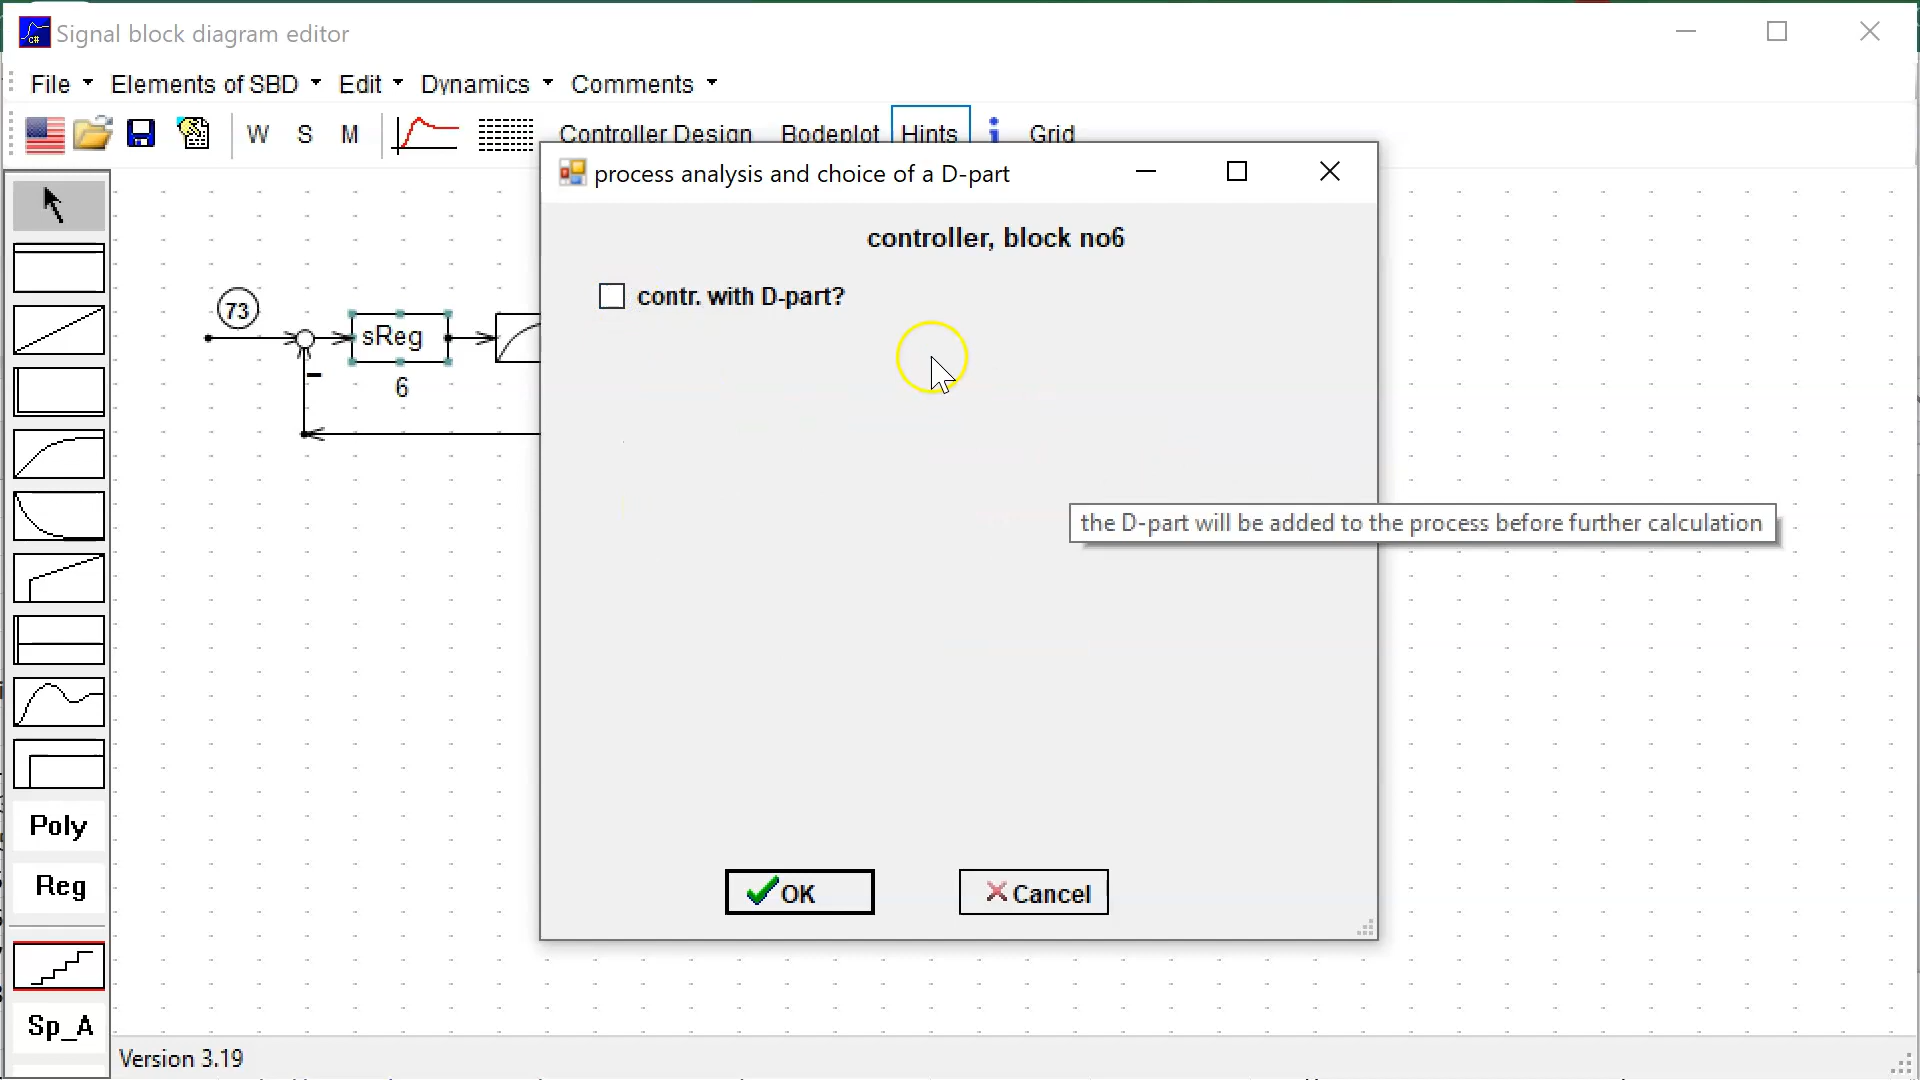 Signal block diagram editor
File Elements of SBD Edit Dynamics Comments
W S M Controller Design Bodeplot Hints i Grid
process analysis and choice of a D-part
controller, block no6
contr. with D-part?
73
sReg
6
the D-part will be added to the process before further calculation
Poly
Reg
OK Cancel
Sp_A
Version 3.19